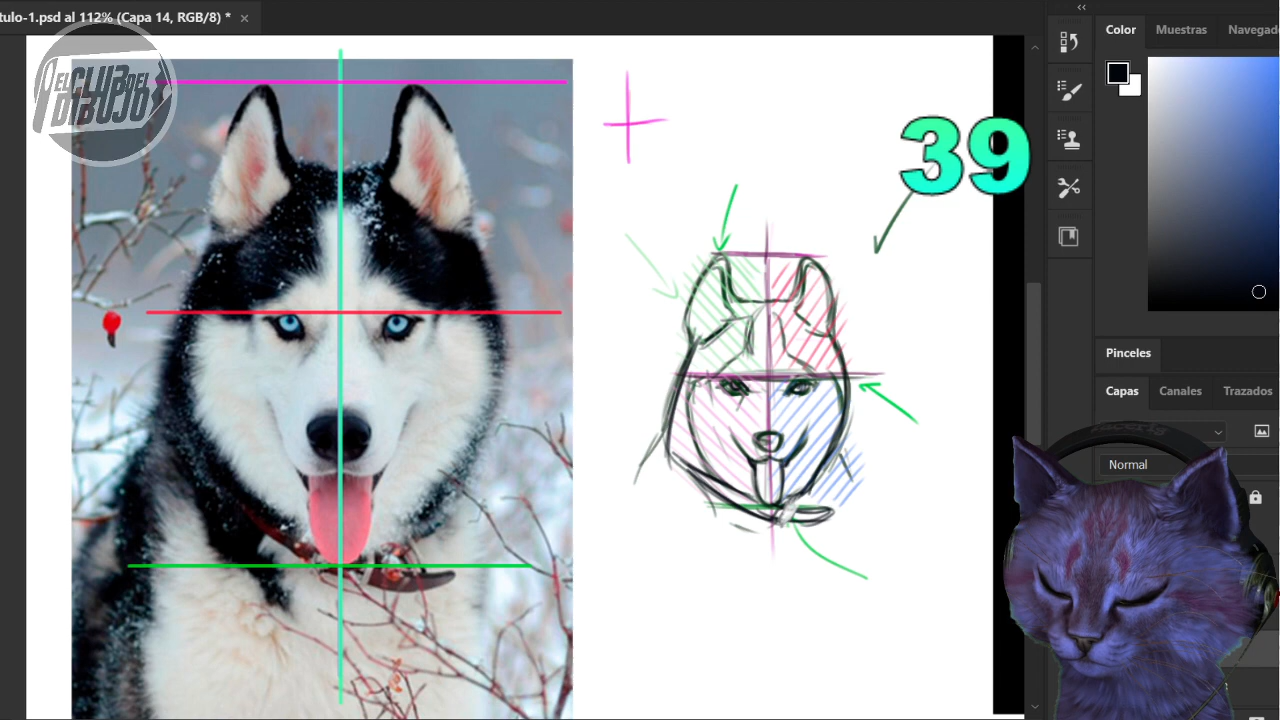 tulo-1.psd al 112% (Capa 14, RGB/8) * ×
EL CLUB DEL
DIBUJO
39
Color Muestras Navegad
Pinceles
Capas Canales Trazados
Normal